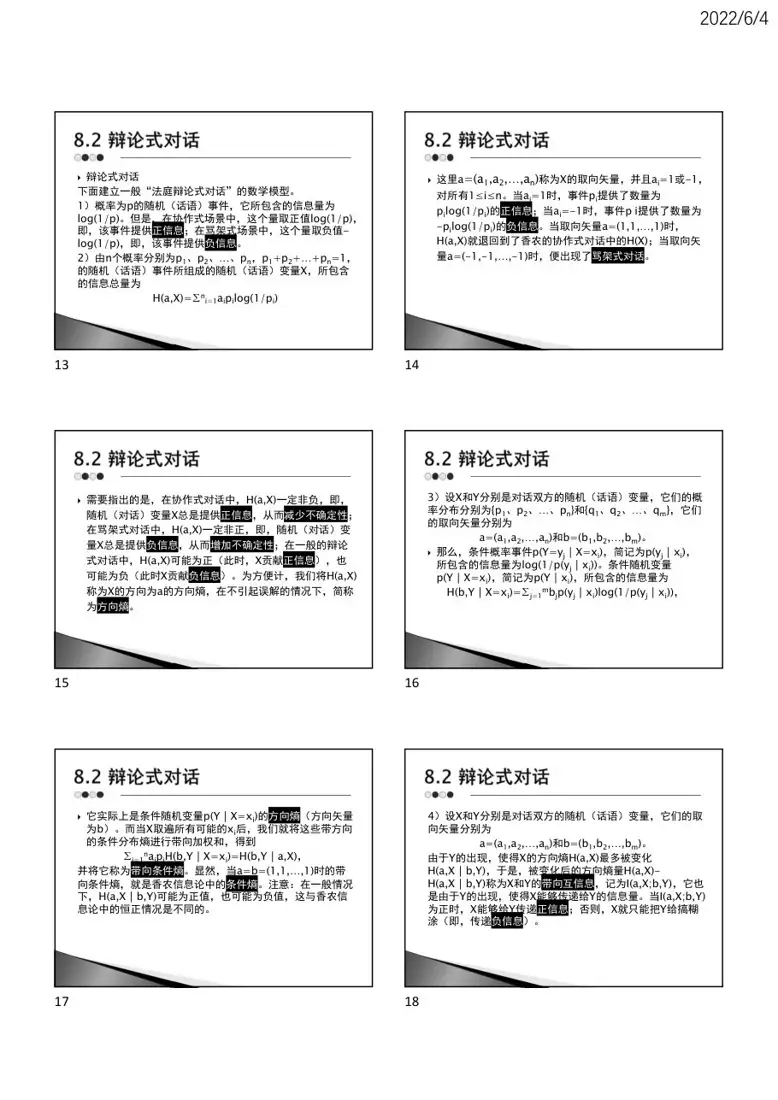 2022/6/4
8.2 辩论式对话
辩论式对话
下面建立一般“法庭辩论式对话”的数学模型。
1）概率为p的随机（话语）事件，它所包含的信息量为
log(1/p)。但是，在协作式场景中，这个量取正值log(1/p)，
即，该事件提供正信息；在骂架式场景中，这个量取负值-
log(1/p)，即，该事件提供负信息。
2）由n个概率分别为p₁、p₂、…、pₙ，p₁+p₂+…+pₙ=1，
的随机（话语）事件所组成的随机（话语）变量X，所包含
的信息总量为
H(a,X)=Σⁿᵢ₌₁aᵢpᵢlog(1/pᵢ)
13
8.2 辩论式对话
这里a=(a₁,a₂,…,aₙ)称为X的取向矢量，并且aᵢ=1或-1，
对所有1≤i≤n。当aᵢ=1时，事件pᵢ提供了数量为
pᵢlog(1/pᵢ)的正信息；当aᵢ=-1时，事件p i提供了数量为
-pᵢlog(1/pᵢ)的负信息。当取向矢量a=(1,1,…,1)时，
H(a,X)就退回到了香农的协作式对话中的H(X)；当取向矢
量a=(-1,-1,…,-1)时，便出现了骂架式对话。
14
8.2 辩论式对话
需要指出的是，在协作式对话中，H(a,X)一定非负，即，
随机（对话）变量X总是提供正信息，从而减少不确定性；
在骂架式对话中，H(a,X)一定非正，即，随机（对话）变
量X总是提供负信息，从而增加不确定性；在一般的辩论
式对话中，H(a,X)可能为正（此时，X贡献正信息），也
可能为负（此时X贡献负信息）。为方便计，我们将H(a,X)
称为X的方向为a的方向熵，在不引起误解的情况下，简称
为方向熵。
15
8.2 辩论式对话
3）设X和Y分别是对话双方的随机（话语）变量，它们的概
率分布分别为{p₁、p₂、…、pₙ}和{q₁、q₂、…、qₘ}，它们
的取向矢量分别为
a=(a₁,a₂,…,aₙ)和b=(b₁,b₂,…,bₘ)。
那么，条件概率事件p(Y=yⱼ | X=xᵢ)，简记为p(yⱼ | xᵢ)，
所包含的信息量为log(1/p(yⱼ | xᵢ))。条件随机变量
p(Y | X=xᵢ)，简记为p(Y | xᵢ)，所包含的信息量为
H(b,Y | X=xᵢ)=Σⱼ₌₁ᵐbⱼp(yⱼ | xᵢ)log(1/p(yⱼ | xᵢ))，
16
8.2 辩论式对话
它实际上是条件随机变量p(Y | X=xᵢ)的方向熵（方向矢量
为b）。而当X取遍所有可能的xᵢ后，我们就将这些带方向
的条件分布熵进行带向加权和，得到
Σᵢ₌₁ⁿaᵢpᵢH(b,Y | X=xᵢ)=H(b,Y | a,X)，
并将它称为带向条件熵。显然，当a=b=(1,1,…,1)时的带
向条件熵，就是香农信息论中的条件熵。注意：在一般情况
下，H(a,X | b,Y)可能为正值，也可能为负值，这与香农信
息论中的恒正情况是不同的。
17
8.2 辩论式对话
4）设X和Y分别是对话双方的随机（话语）变量，它们的取
向矢量分别为
a=(a₁,a₂,…,aₙ)和b=(b₁,b₂,…,bₘ)。
由于Y的出现，使得X的方向熵H(a,X)最多被变化
H(a,X | b,Y)，于是，被变化后的方向熵量H(a,X)-
H(a,X | b,Y)称为X和Y的带向互信息，记为I(a,X;b,Y)，它也
是由于Y的出现，使得X能够传递给Y的信息量。当I(a,X;b,Y)
为正时，X能够给Y传递正信息；否则，X就只能把Y给搞糊
涂（即，传递负信息）。
18